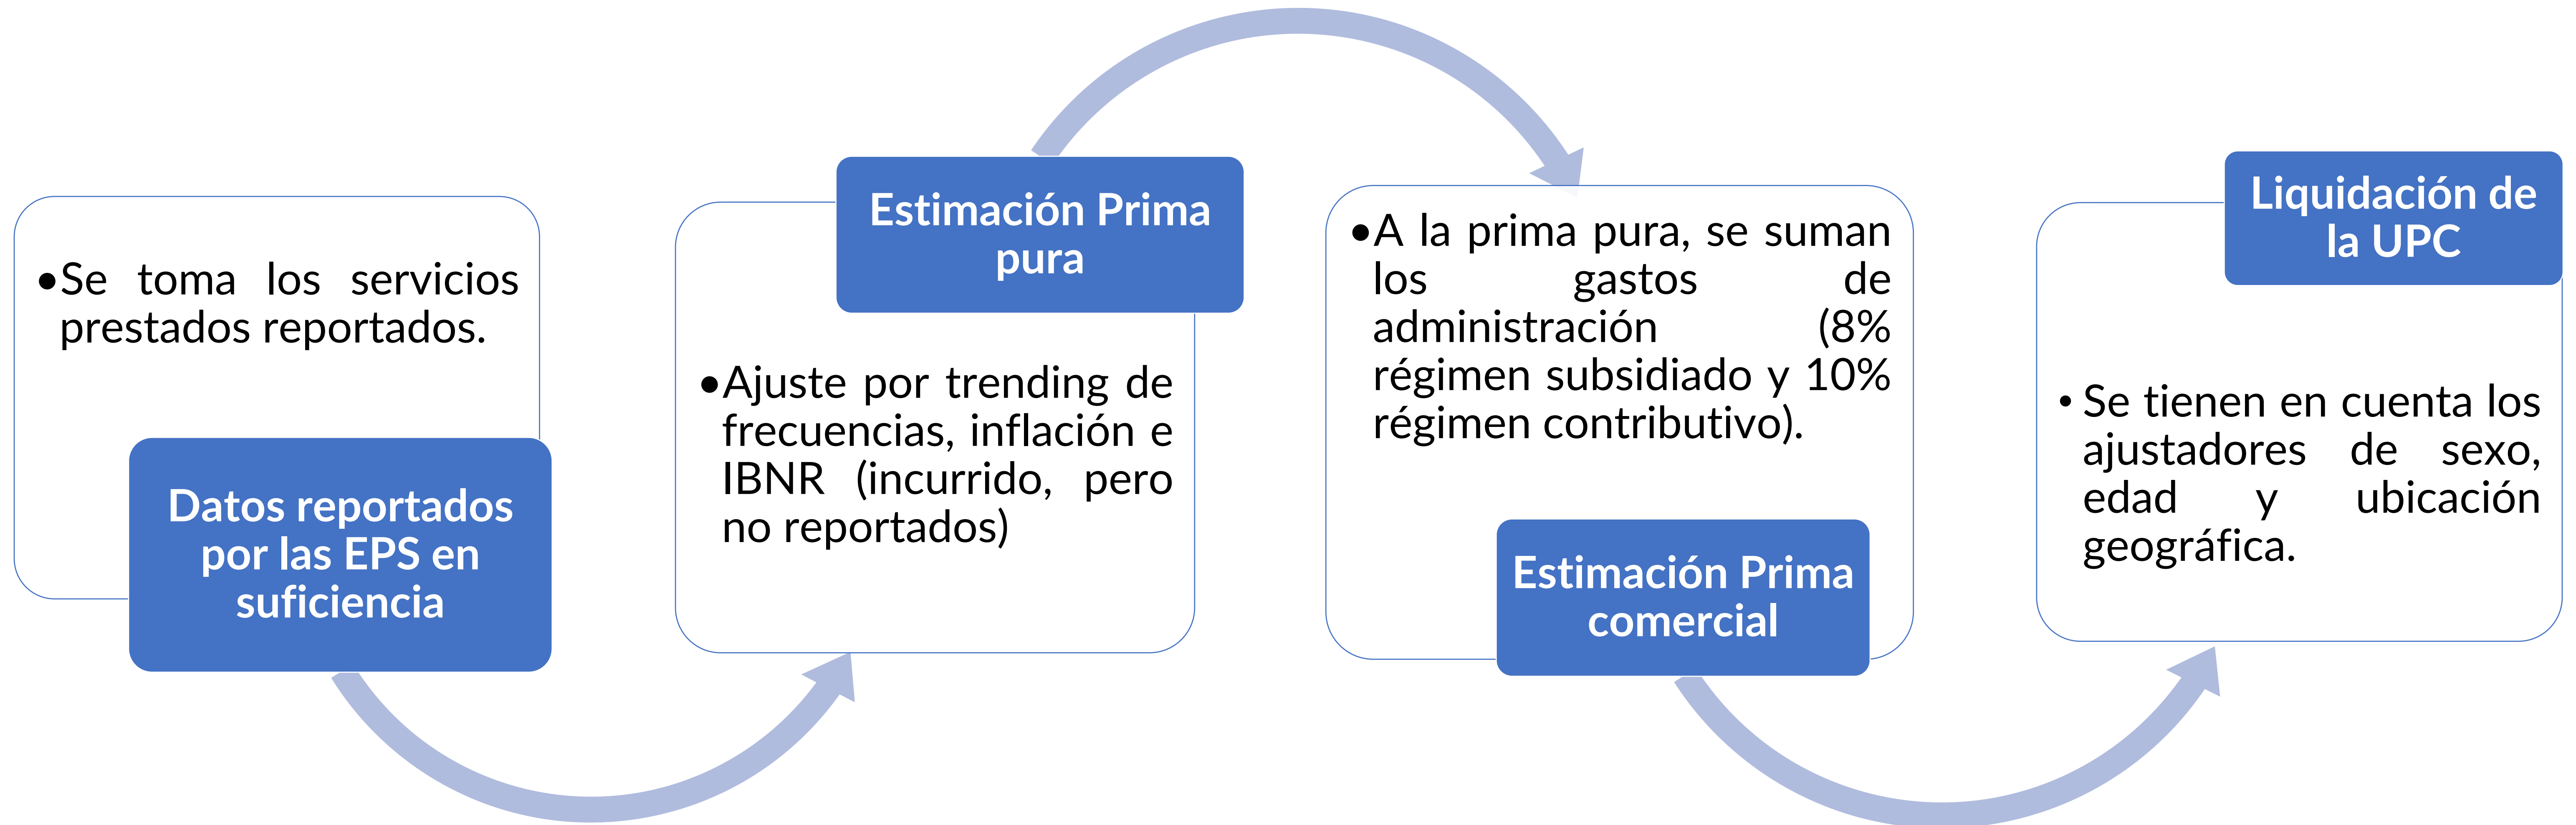 •Se toma los servicios
prestados reportados.
Datos reportados
por las EPS en
suficiencia
Estimación Prima
pura
•Ajuste por trending de
frecuencias, inflación e
IBNR (incurrido, pero
no reportados)
•A la prima pura, se suman
los gastos de
administración (8%
régimen subsidiado y 10%
régimen contributivo).
Estimación Prima
comercial
Liquidación de
la UPC
• Se tienen en cuenta los
ajustadores de sexo,
edad y ubicación
geográfica.